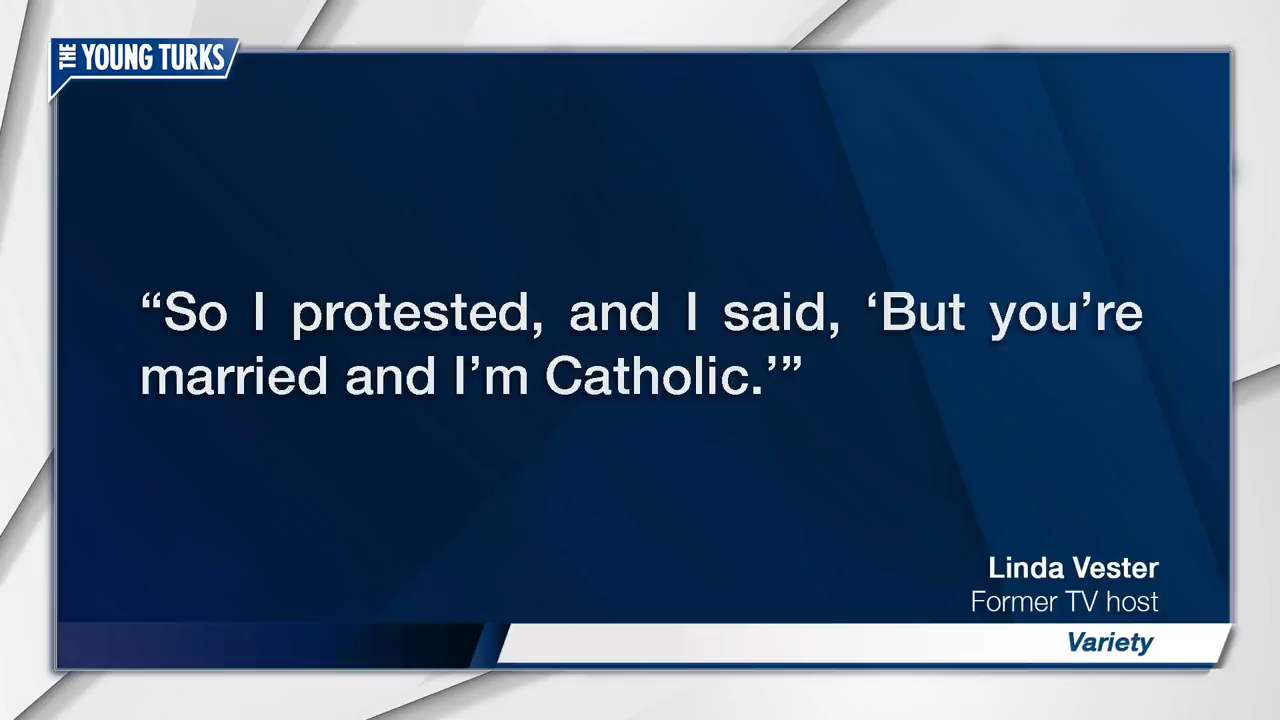 THE YOUNG TURKS
“So I protested, and I said, ‘But you’re
married and I’m Catholic.’”
Linda Vester
Former TV host
Variety